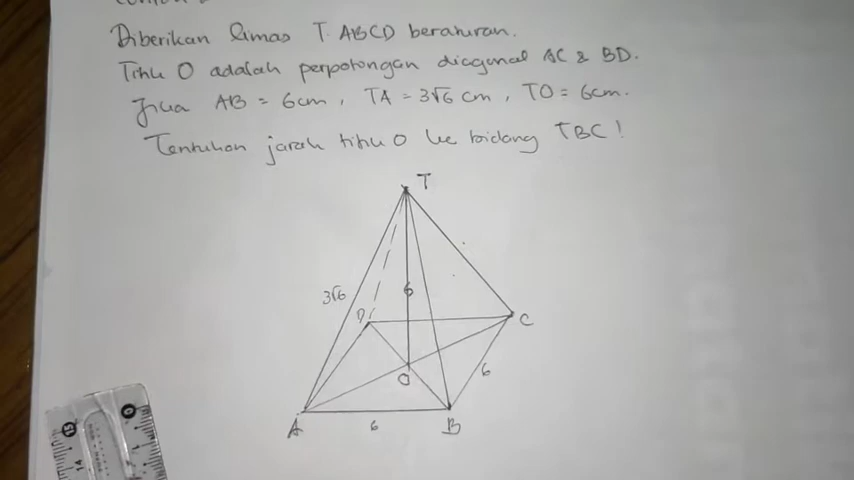 Diberikan limas T. ABCD beraturan.
Titik O adalah perpotongan diagonal AC & BD.
Jika AB = 6cm, TA = 3√6 cm, TO = 6cm.
Tentukan jarak titik O ke bidang TBC!
T
3√6
6
D
C
O
6
A
6
B
0